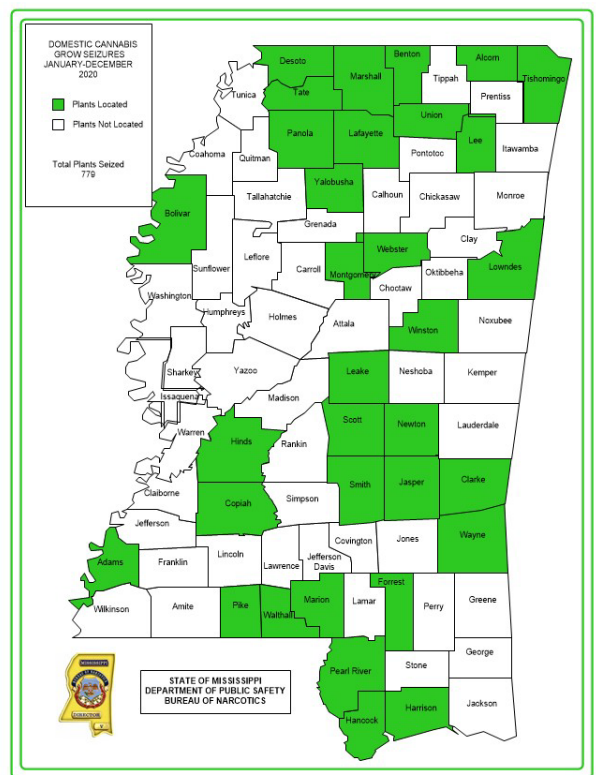 DOMESTIC CANNABIS
GROW SEIZURES
JANUARY-DECEMBER
2020
Plants Located
Plants Not Located
Total Plants Seized
779
Desoto
Benton
Alcorn
Marshall
Tippah
Tishomingo
Tate
Tunica
Prentiss
Union
Panola
Lafayette
Lee
Coahoma
Quitman
Pontotoc
Itawamba
Yalobusha
Tallahatchie
Calhoun
Chickasaw
Monroe
Bolivar
Grenada
Clay
Webster
Leflore
Sunflower
Carroll
Montgomery
Oktibbeha
Lowndes
Choctaw
Washington
Humphreys
Holmes
Attala
Winston
Noxubee
Sharkey
Yazoo
Leake
Neshoba
Kemper
Issaquena
Madison
Warren
Hinds
Rankin
Scott
Newton
Lauderdale
Claiborne
Copiah
Simpson
Smith
Jasper
Clarke
Jefferson
Covington
Jones
Wayne
Adams
Franklin
Lincoln
Lawrence
Jefferson
Davis
Wilkinson
Amite
Pike
Walthall
Marion
Lamar
Forrest
Perry
Greene
Pearl River
Stone
George
Hancock
Harrison
Jackson
MISSISSIPPI
BUREAU OF NARCOTICS
DIRECTOR
STATE OF MISSISSIPPI
DEPARTMENT OF PUBLIC SAFETY
BUREAU OF NARCOTICS